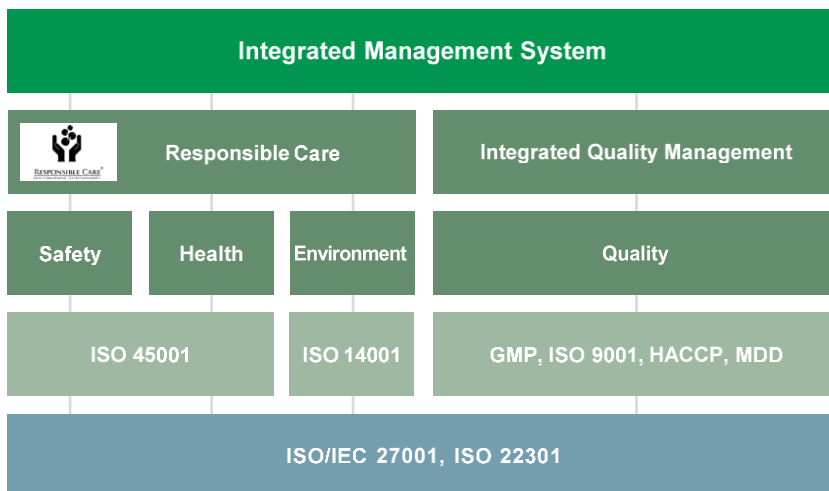 Integrated Management System
Responsible Care
RESPONSIBLE CARE®
Integrated Quality Management
Safety
Health
Environment
Quality
ISO 45001
ISO 14001
GMP, ISO 9001, HACCP, MDD
ISO/IEC 27001, ISO 22301